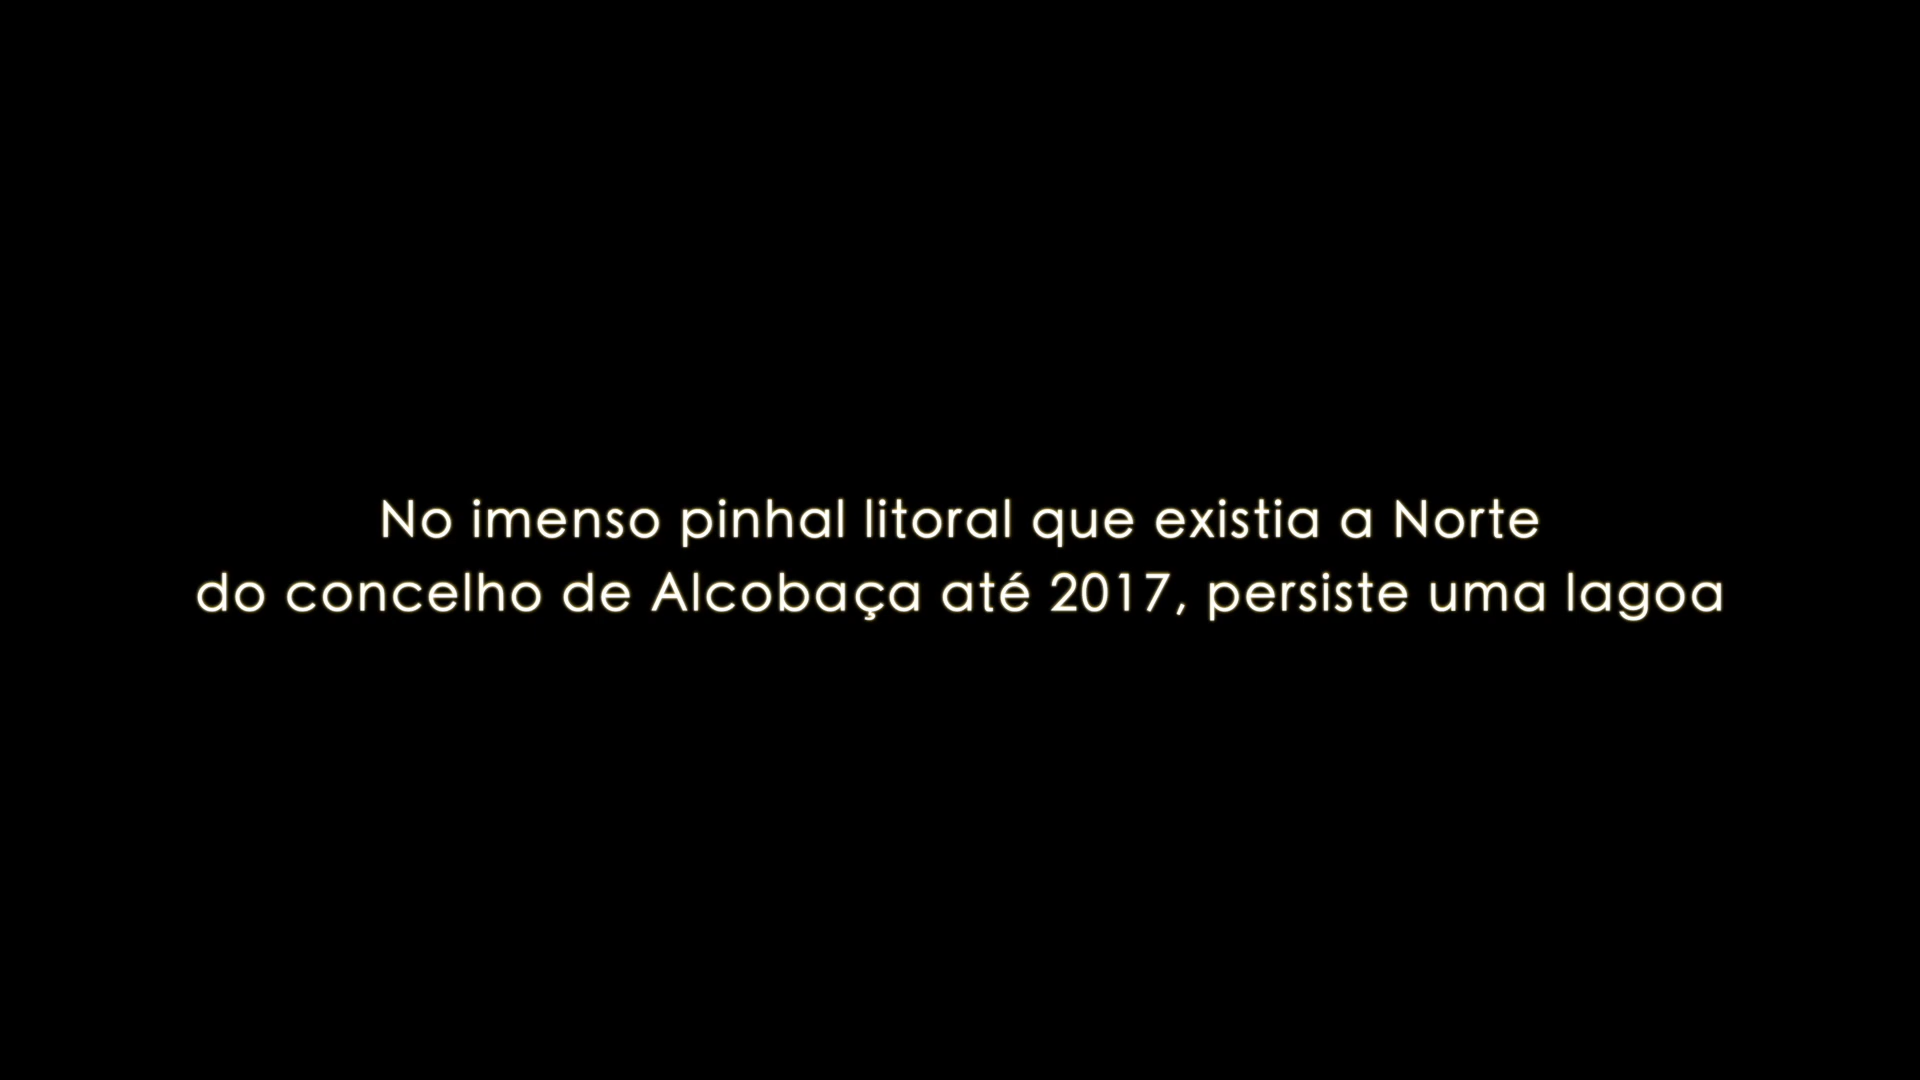 No imenso pinhal litoral que existia a Norte
do concelho de Alcobaça até 2017, persiste uma lagoa